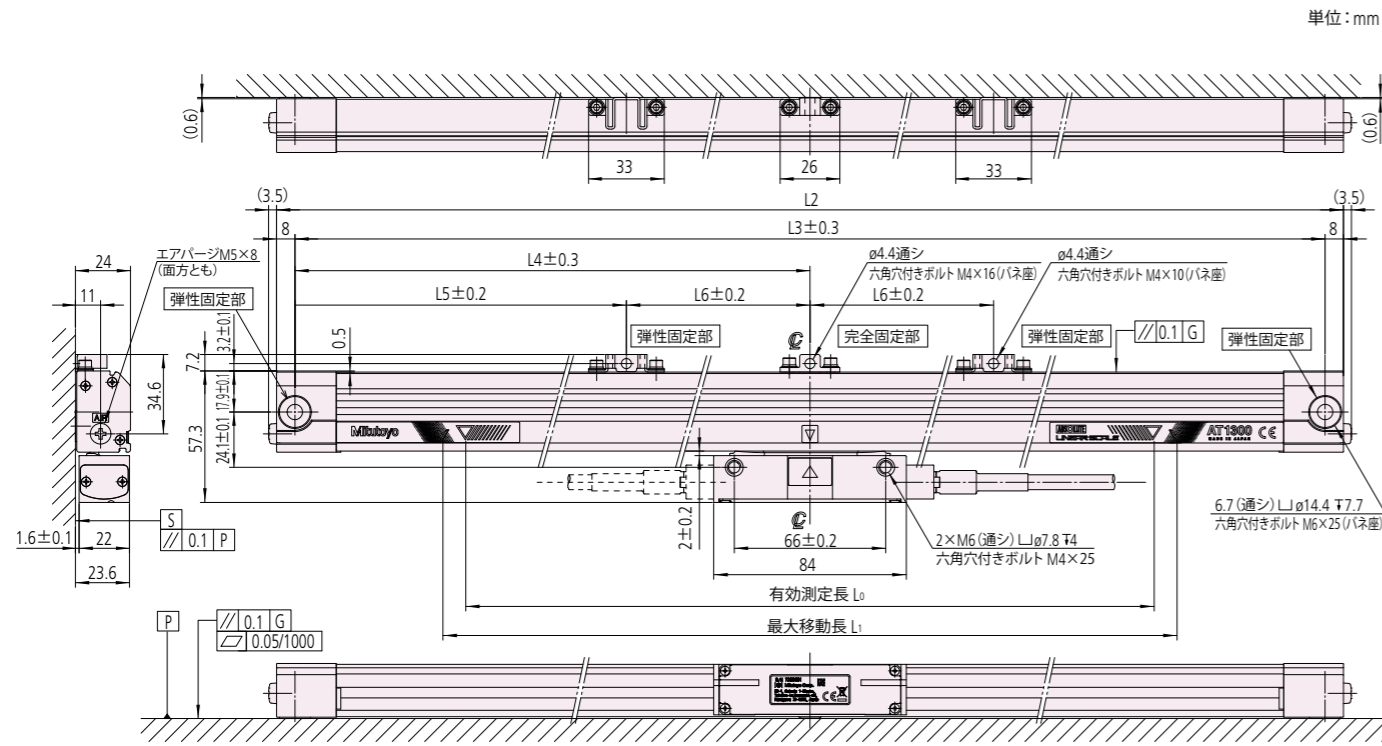 単位：mm
(0.6)
(0.6)
33
26
33
(3.5)
L2
(3.5)
8
L3±0.3
8
エアパージM5×8
(面方とも)
24
L4±0.3
ø4.4通シ
六角穴付きボルト M4×16(バネ座)
ø4.4通シ
六角穴付きボルト M4×10(バネ座)
11
弾性固定部
L5±0.2
L6±0.2
L6±0.2
3.2±0.1
0.5
7.2
弾性固定部
完全固定部
弾性固定部
// 0.1 G
弾性固定部
34.6
17.9±0.1
57.3
24.1±0.1
AIR
Mitutoyo
ABSOLUTE
LINEAR SCALE
AT1300
MADE IN JAPAN
CE
S
// 0.1 P
1.6±0.1
22
23.6
2±0.2
66±0.2
84
2×M6(通シ)⌴ø7.8↧4
六角穴付きボルト M4×25
6.7(通シ)⌴ø14.4↧7.7
六角穴付きボルト M6×25(バネ座)
有効測定長 L₀
最大移動長 L₁
P
// 0.1 G
⏥ 0.05/1000
CE